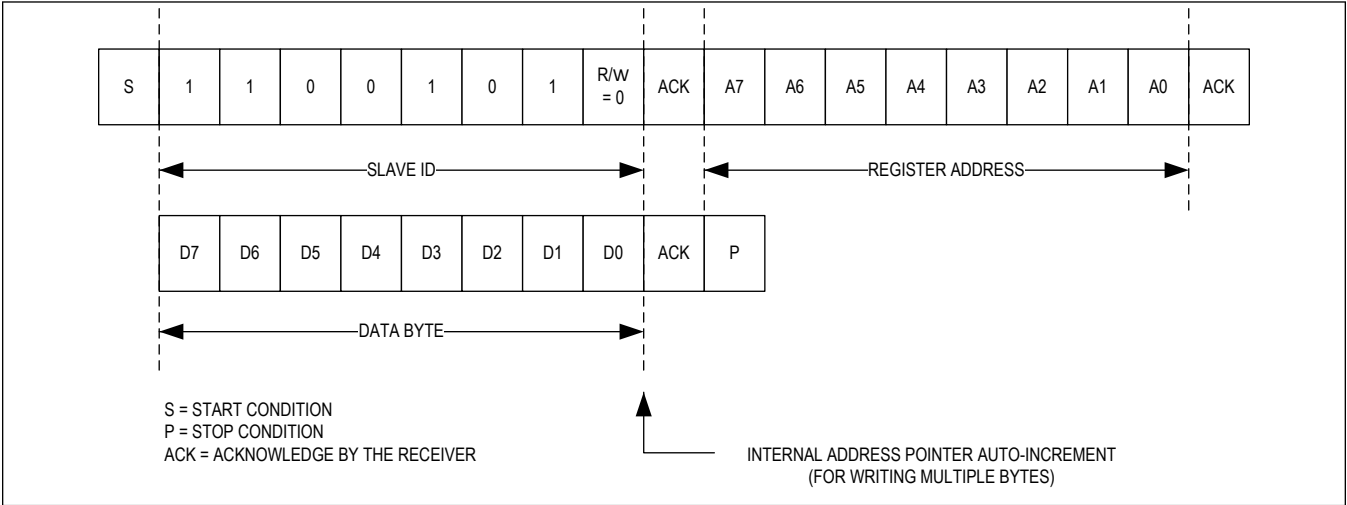 S 1 1 0 0 1 0 1 R/W = 0 ACK A7 A6 A5 A4 A3 A2 A1 A0 ACK
SLAVE ID REGISTER ADDRESS
D7 D6 D5 D4 D3 D2 D1 D0 ACK P
DATA BYTE
S = START CONDITION
P = STOP CONDITION
ACK = ACKNOWLEDGE BY THE RECEIVER
INTERNAL ADDRESS POINTER AUTO-INCREMENT
(FOR WRITING MULTIPLE BYTES)